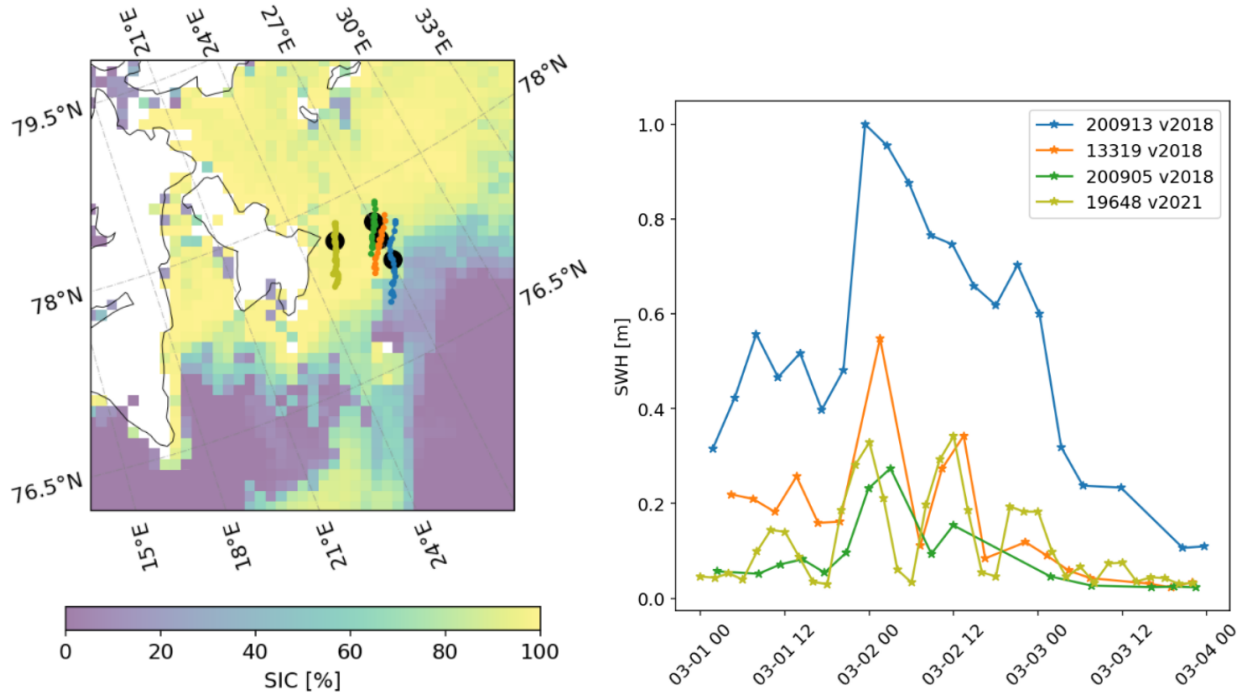 21°E
24°E
27°E
30°E
33°E
79.5°N
78°N
78°N
76.5°N
76.5°N
15°E
18°E
21°E
24°E
0
20
40
60
80
100
SIC [%]
200913 v2018
13319 v2018
200905 v2018
19648 v2021
SWH [m]
1.0
0.8
0.6
0.4
0.2
0.0
03-01 00
03-01 12
03-02 00
03-02 12
03-03 00
03-03 12
03-04 00